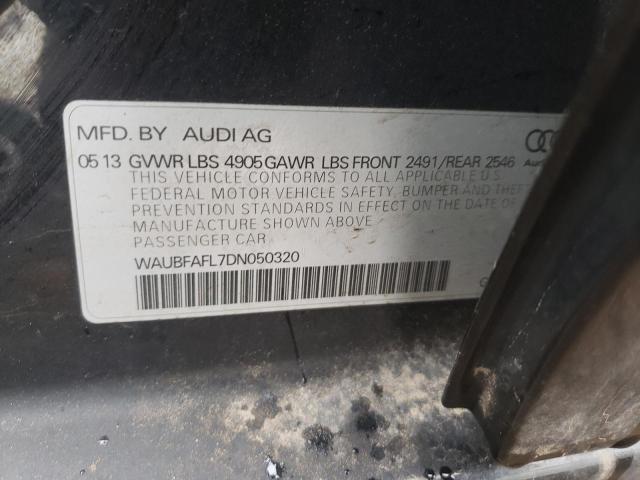 MFD. BY AUDI AG
05 13 GVWR LBS 4905 GAWR LBS FRONT 2491/REAR 2546
THIS VEHICLE CONFORMS TO ALL APPLICABLE U.S.
FEDERAL MOTOR VEHICLE SAFETY, BUMPER AND THEFT
PREVENTION STANDARDS IN EFFECT ON THE DATE OF
MANUFACTURE SHOWN ABOVE
PASSENGER CAR
WAUBFAFL7DN050320